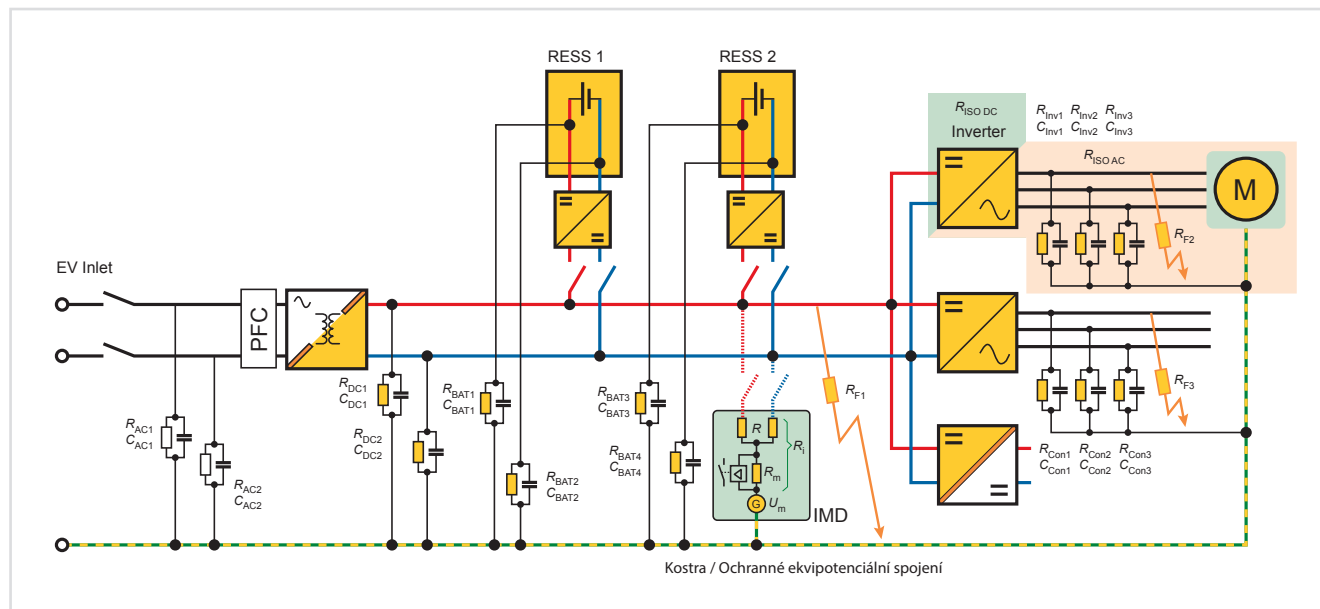 RESS 1
RESS 2
R_ISO DC
Inverter
R_Inv1 R_Inv2 R_Inv3
C_Inv1 C_Inv2 C_Inv3
R_ISO AC
M
R_F2
EV Inlet
PFC
R_AC1
C_AC1
R_AC2
C_AC2
R_DC1
C_DC1
R_DC2
C_DC2
R_BAT1
C_BAT1
R_BAT2
C_BAT2
R_BAT3
C_BAT3
R_BAT4
C_BAT4
R
R_i
R_m
G
U_m
IMD
R_F1
R_F3
R_Con1 R_Con2 R_Con3
C_Con1 C_Con2 C_Con3
Kostra / Ochranné ekvipotenciální spojení